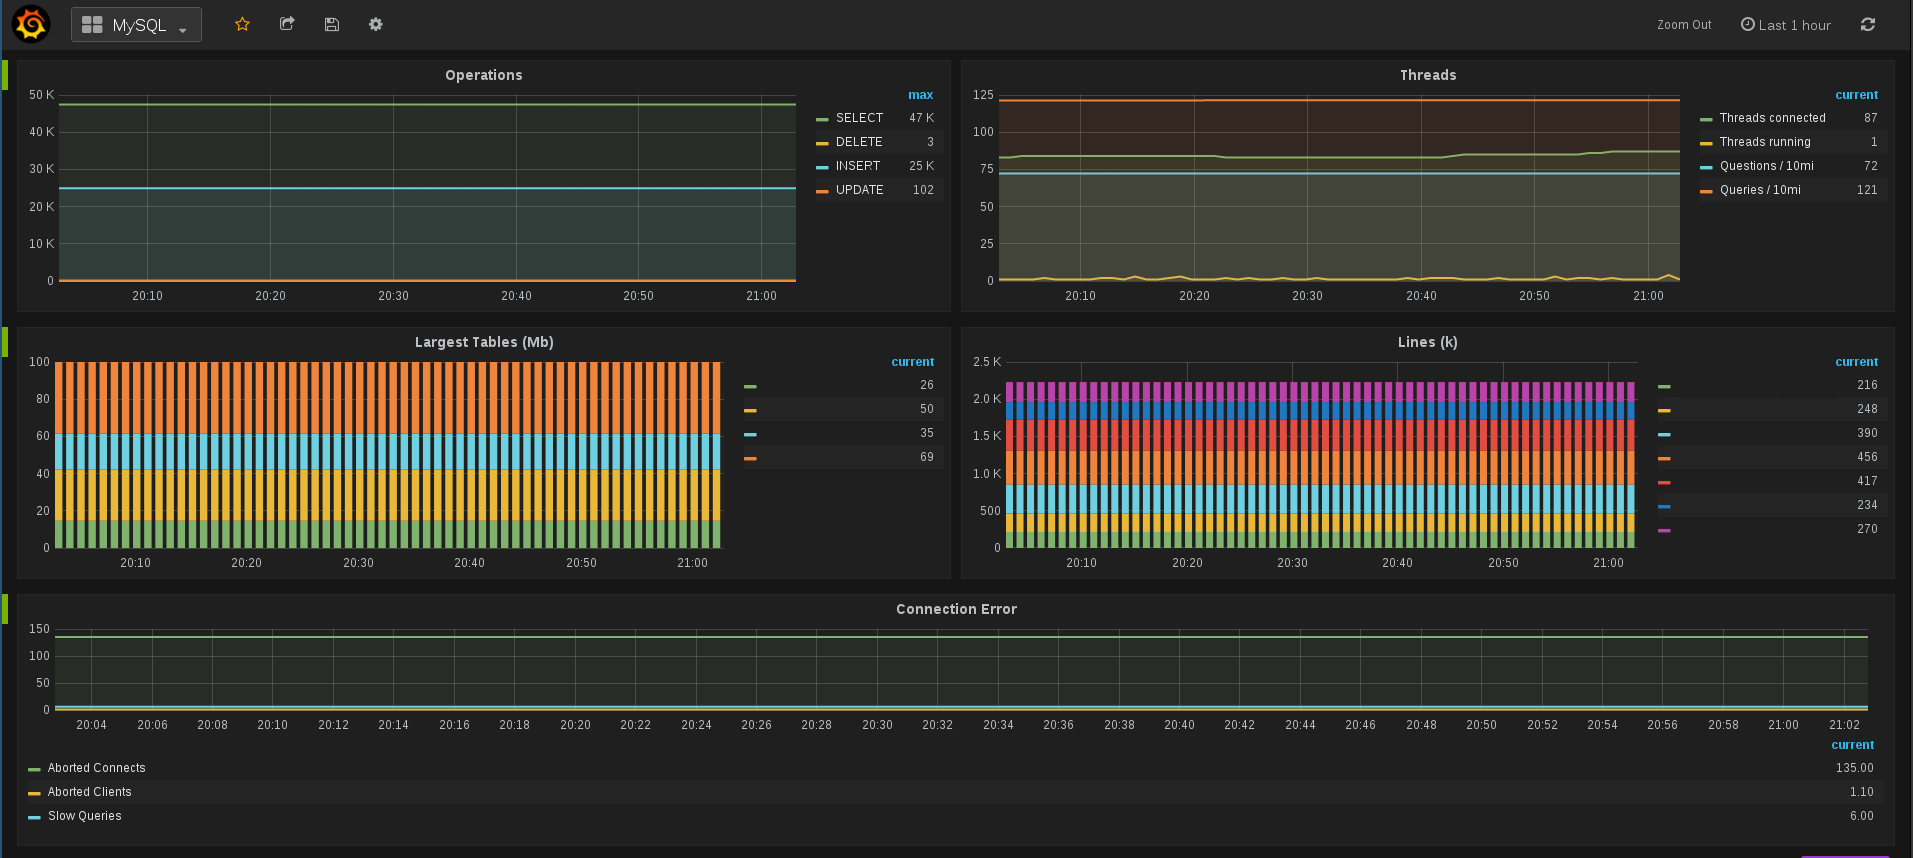 MySQL
Zoom Out
Last 1 hour
Operations
50 K
40 K
30 K
20 K
10 K
0
20:10 20:20 20:30 20:40 20:50 21:00
max
SELECT 47 K
DELETE 3
INSERT 25 K
UPDATE 102
Threads
125
100
75
50
25
0
20:10 20:20 20:30 20:40 20:50 21:00
current
Threads connected 87
Threads running 1
Questions / 10mi 72
Queries / 10mi 121
Largest Tables (Mb)
100
80
60
40
20
0
20:10 20:20 20:30 20:40 20:50 21:00
current
26
50
35
69
Lines (k)
2.5 K
2.0 K
1.5 K
1.0 K
500
0
20:10 20:20 20:30 20:40 20:50 21:00
current
216
248
390
456
417
234
270
Connection Error
150
100
50
0
20:04 20:06 20:08 20:10 20:12 20:14 20:16 20:18 20:20 20:22 20:24 20:26 20:28 20:30 20:32 20:34 20:36 20:38 20:40 20:42 20:44 20:46 20:48 20:50 20:52 20:54 20:56 20:58 21:00 21:02
current
Aborted Connects 135.00
Aborted Clients 1.10
Slow Queries 6.00